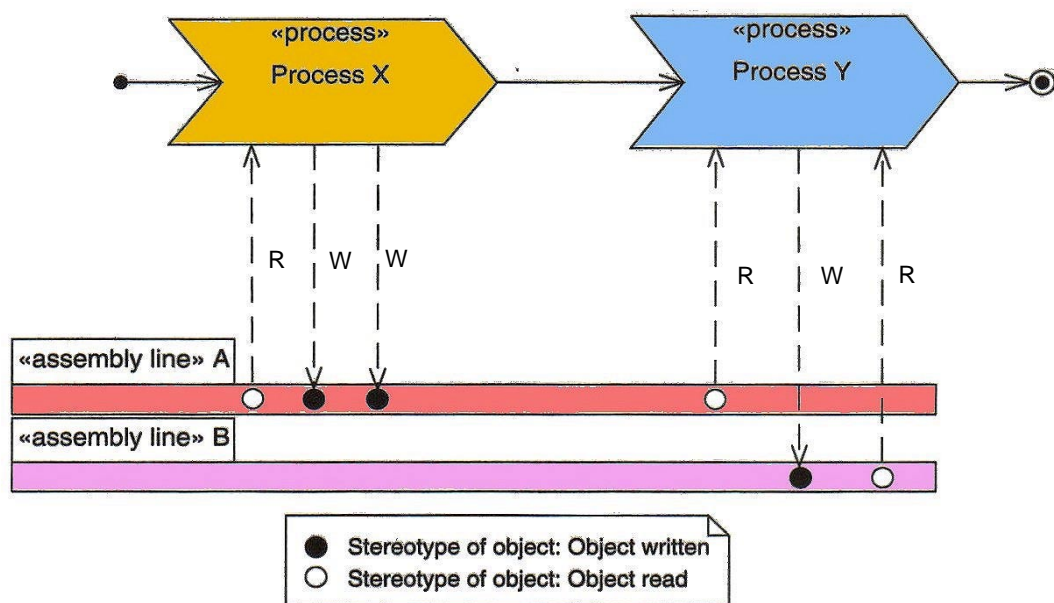 «process»
Process X
«process»
Process Y
R
W
W
R
W
R
«assembly line» A
«assembly line» B
Stereotype of object: Object written
Stereotype of object: Object read